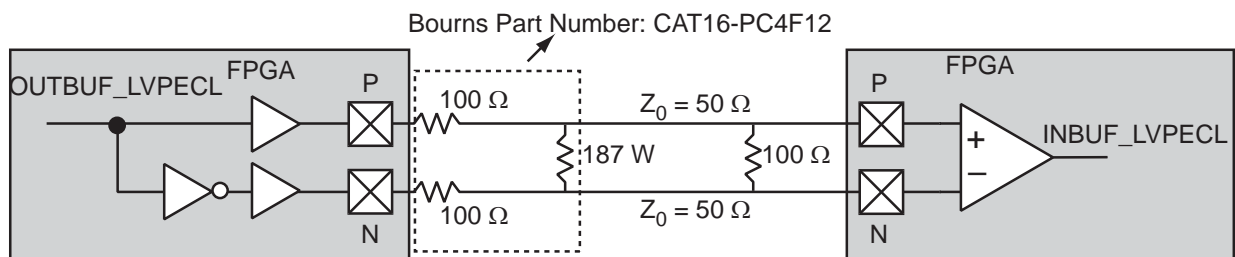 Bourns Part Number: CAT16-PC4F12
OUTBUF_LVPECL
FPGA
P
100 Ω
Z0 = 50 Ω
187 W
100 Ω
100 Ω
N
Z0 = 50 Ω
FPGA
P
+
−
INBUF_LVPECL
N